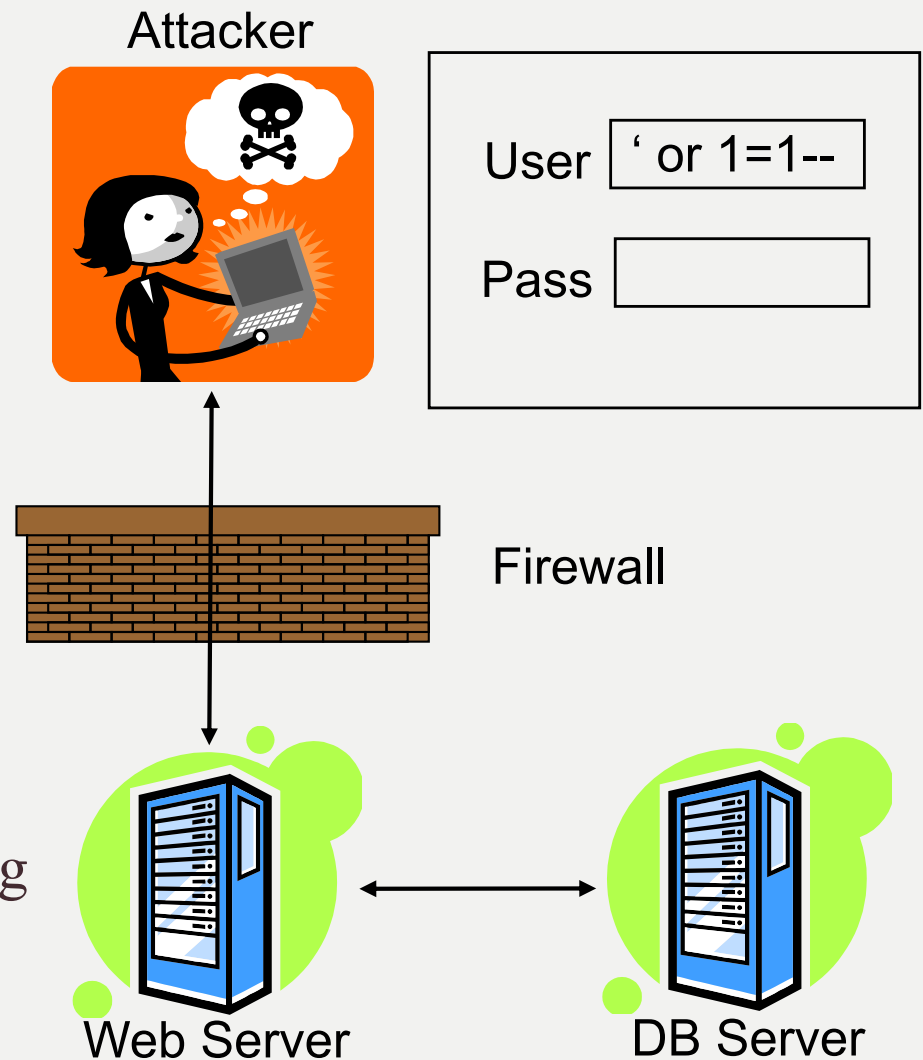 Attacker
User ‘ or 1=1--
Pass
Firewall
g
Web Server
DB Server